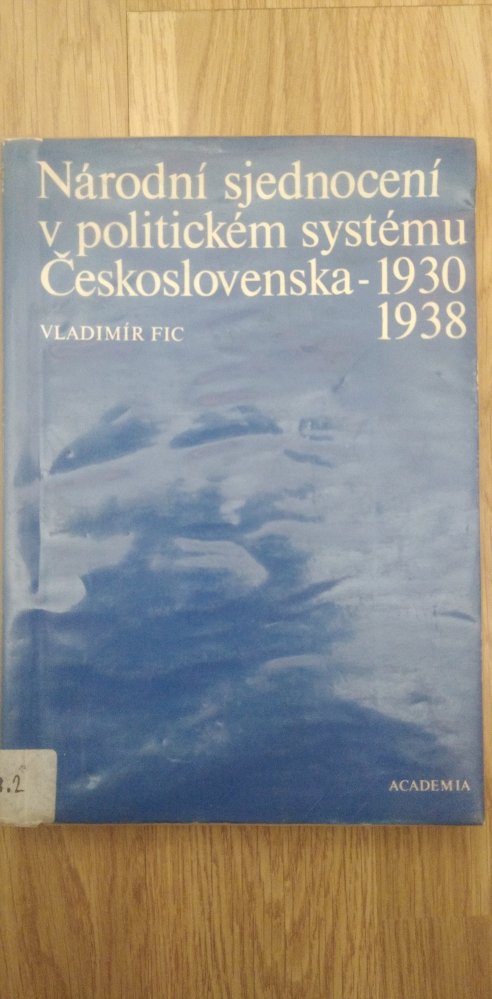 Národní sjednocení
v politickém systému
Československa - 1930
1938
VLADIMÍR FIC
ACADEMIA